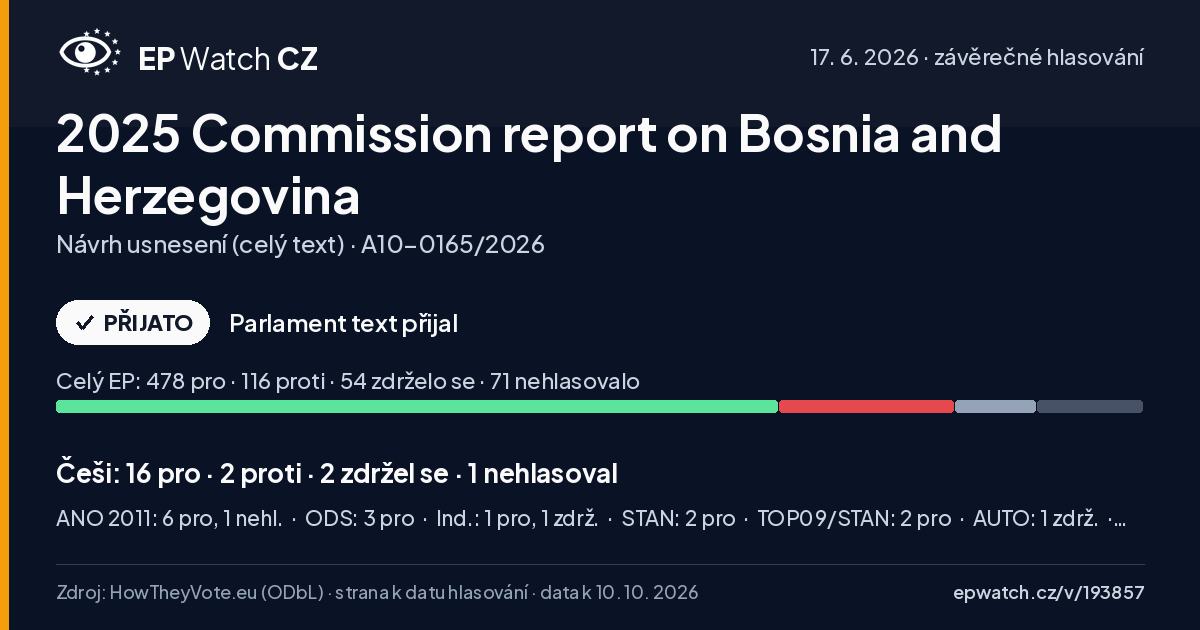 EP Watch CZ
17. 6. 2026 · závěrečné hlasování
2025 Commission report on Bosnia and
Herzegovina
Návrh usnesení (celý text) · A10–0165/2026
✓ PŘIJATO
Parlament text přijal
Celý EP: 478 pro · 116 proti · 54 zdrželo se · 71 nehlasovalo
Češi: 16 pro · 2 proti · 2 zdržel se · 1 nehlasoval
ANO 2011: 6 pro, 1 nehl. · ODS: 3 pro · Ind.: 1 pro, 1 zdrž. · STAN: 2 pro · TOP09/STAN: 2 pro · AUTO: 1 zdrž. ·…
Zdroj: HowTheyVote.eu (ODbL) · strana k datu hlasování · data k 10. 10. 2026
epwatch.cz/v/193857